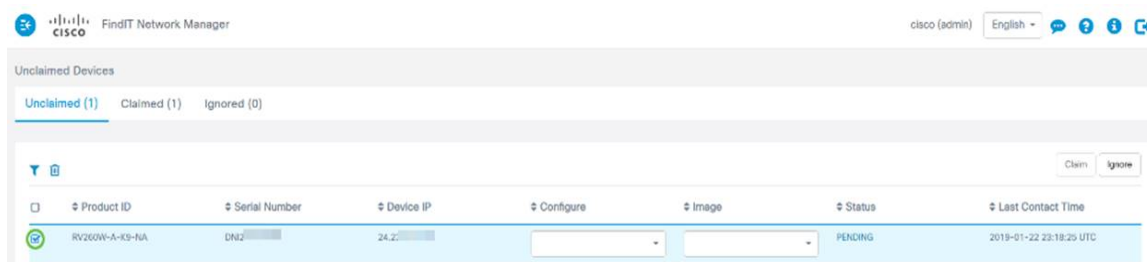 CISCO FindIT Network Manager cisco (admin) English
Unclaimed Devices
Unclaimed (1) Claimed (1) Ignored (0)
Claim Ignore
Product ID Serial Number Device IP Configure Image Status Last Contact Time
RV260W-A-K9-NA DNI2 24.2 PENDING 2019-01-22 23:18:25 UTC